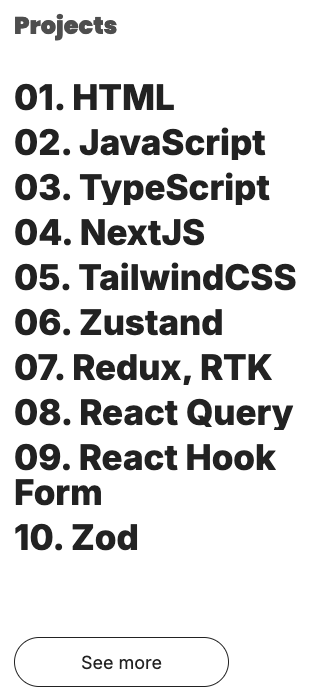 Projects
01. HTML
02. JavaScript
03. TypeScript
04. NextJS
05. TailwindCSS
06. Zustand
07. Redux, RTK
08. React Query
09. React Hook
Form
10. Zod
See more